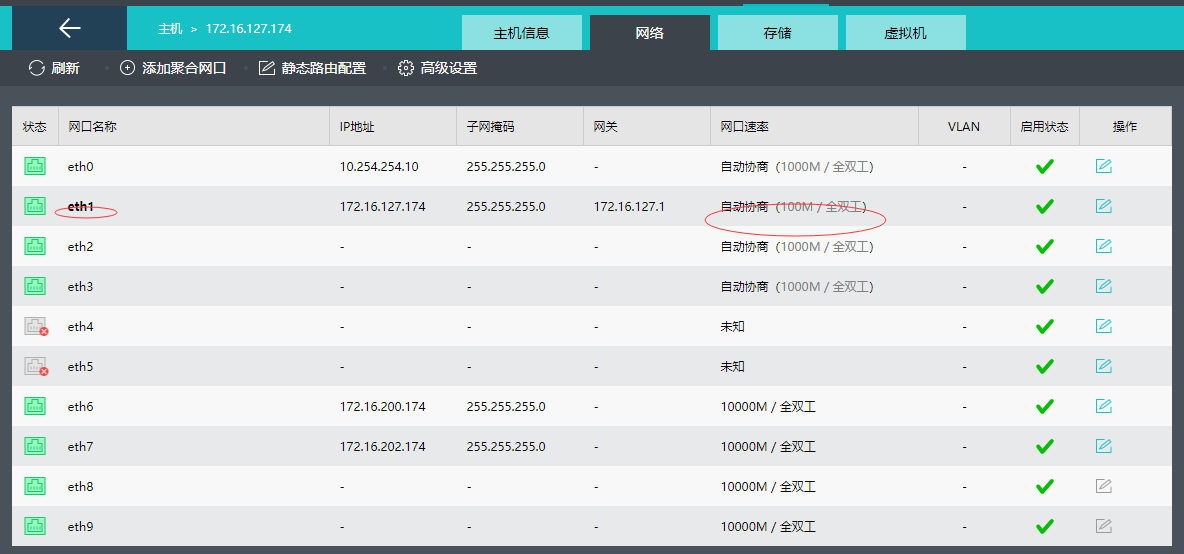 主机 > 172.16.127.174 主机信息 网络 存储 虚拟机
刷新 添加聚合网口 静态路由配置 高级设置
状态 网口名称 IP地址 子网掩码 网关 网口速率 VLAN 启用状态 操作
eth0 10.254.254.10 255.255.255.0 - 自动协商（1000M / 全双工） -
eth1 172.16.127.174 255.255.255.0 172.16.127.1 自动协商（100M / 全双工） -
eth2 - - - 自动协商（1000M / 全双工） -
eth3 - - - 自动协商（1000M / 全双工） -
eth4 - - - 未知 -
eth5 - - - 未知 -
eth6 172.16.200.174 255.255.255.0 - 10000M / 全双工 -
eth7 172.16.202.174 255.255.255.0 - 10000M / 全双工 -
eth8 - - - 10000M / 全双工 -
eth9 - - - 10000M / 全双工 -